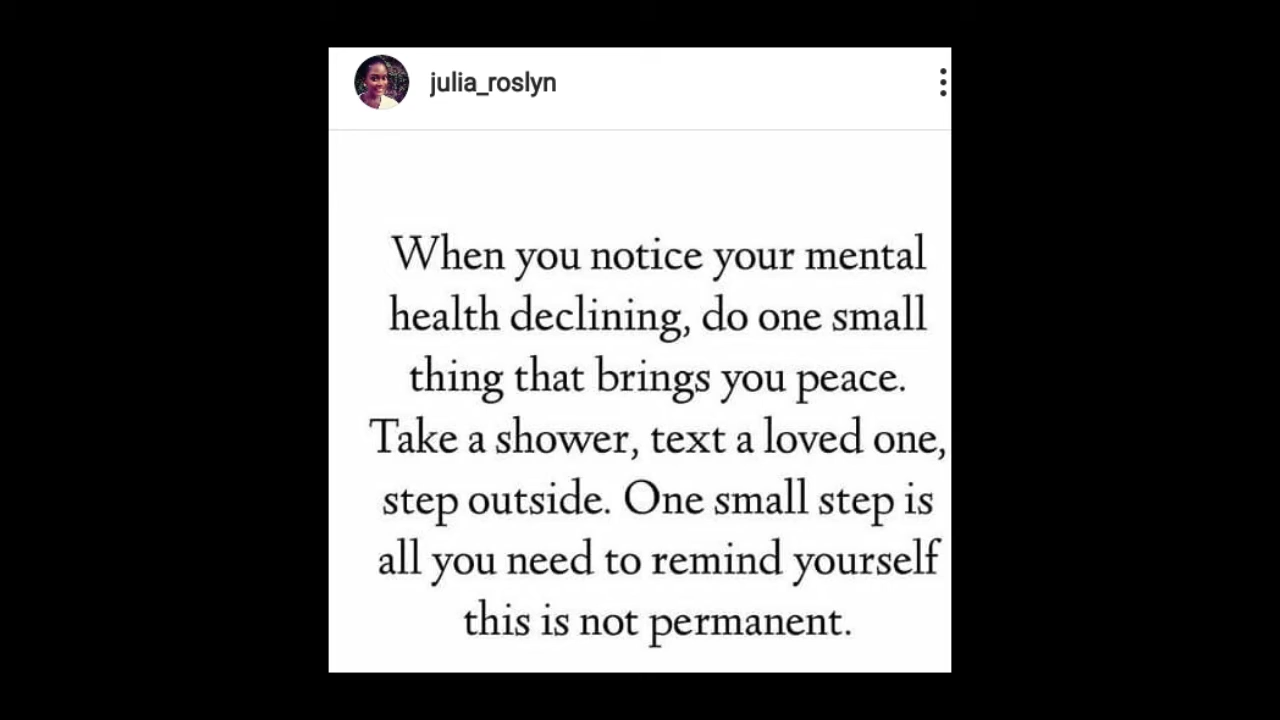 julia_roslyn
When you notice your mental
health declining, do one small
thing that brings you peace.
Take a shower, text a loved one,
step outside. One small step is
all you need to remind yourself
this is not permanent.